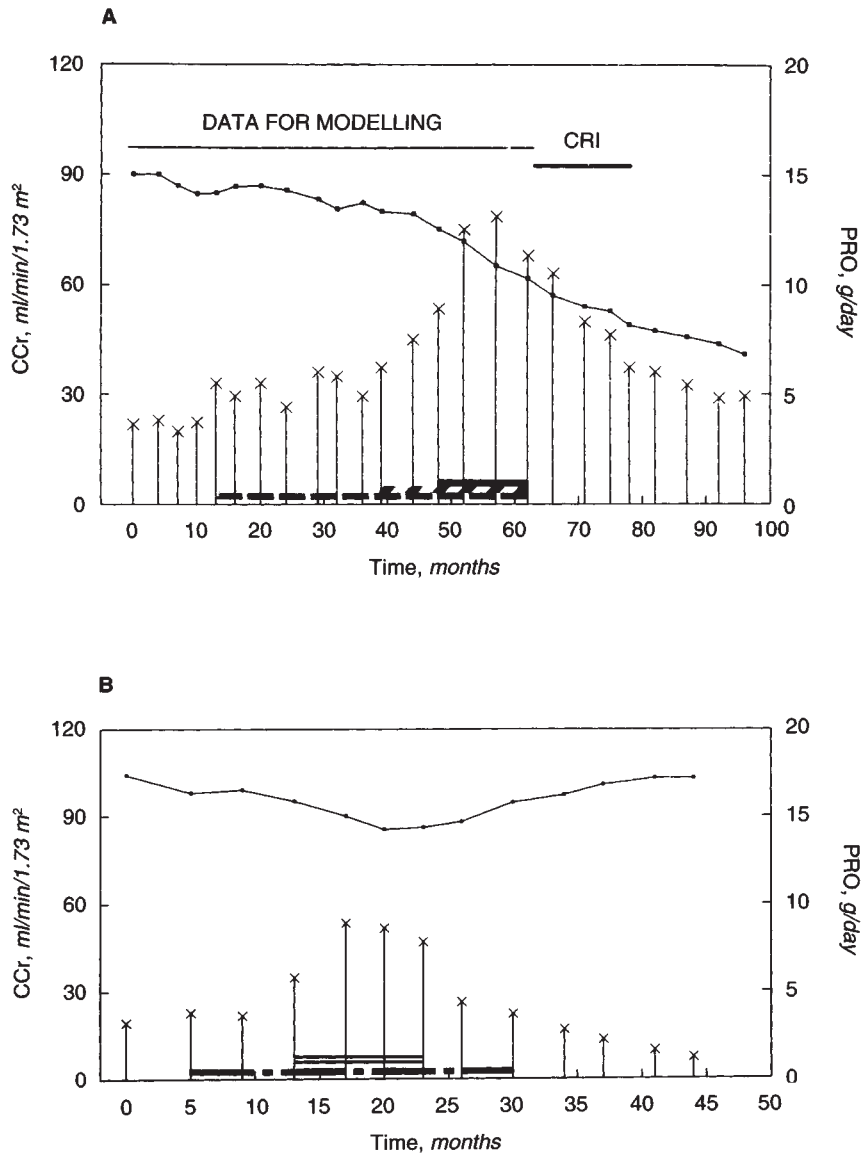 A
120
90
60
30
0
CCr, ml/min/1.73 m²
DATA FOR MODELLING
CRI
20
15
10
5
0
PRO, g/day
0 10 20 30 40 50 60 70 80 90 100
Time, months
B
120
90
60
30
0
CCr, ml/min/1.73 m²
20
15
10
5
0
PRO, g/day
0 5 10 15 20 25 30 35 40 45 50
Time, months